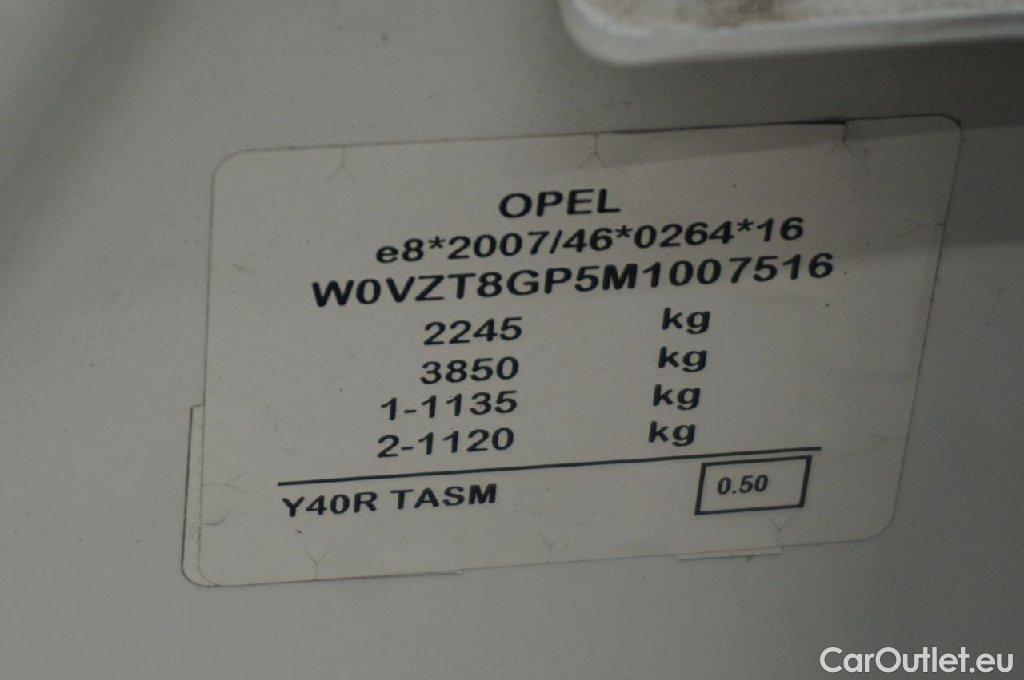 OPEL
e8*2007/46*0264*16
W0VZT8GP5M1007516
2245 kg
3850 kg
1-1135 kg
2-1120 kg
Y40R TASM 0.50
CarOutlet.eu